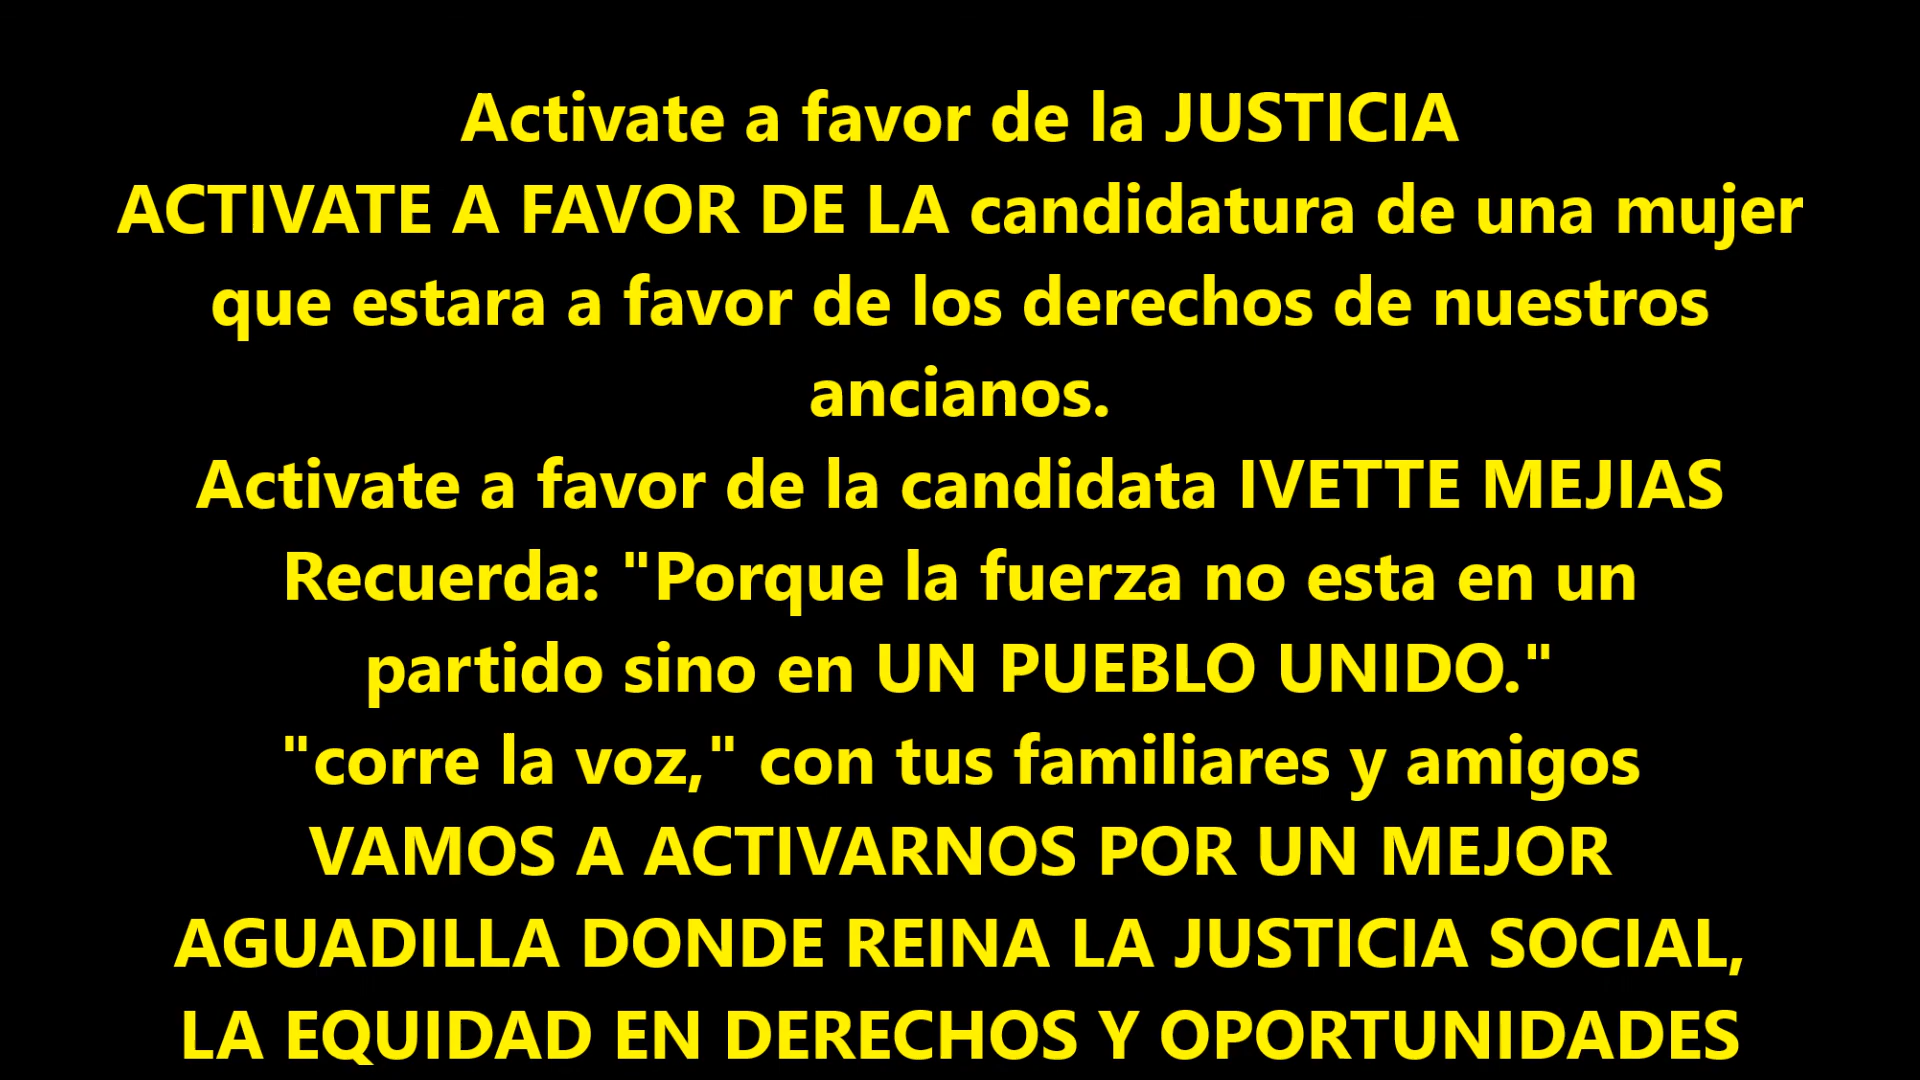 Activate a favor de la JUSTICIA
ACTIVATE A FAVOR DE LA candidatura de una mujer
que estara a favor de los derechos de nuestros
ancianos.
Activate a favor de la candidata IVETTE MEJIAS
Recuerda: "Porque la fuerza no esta en un
partido sino en UN PUEBLO UNIDO."
"corre la voz," con tus familiares y amigos
VAMOS A ACTIVARNOS POR UN MEJOR
AGUADILLA DONDE REINA LA JUSTICIA SOCIAL,
LA EQUIDAD EN DERECHOS Y OPORTUNIDADES